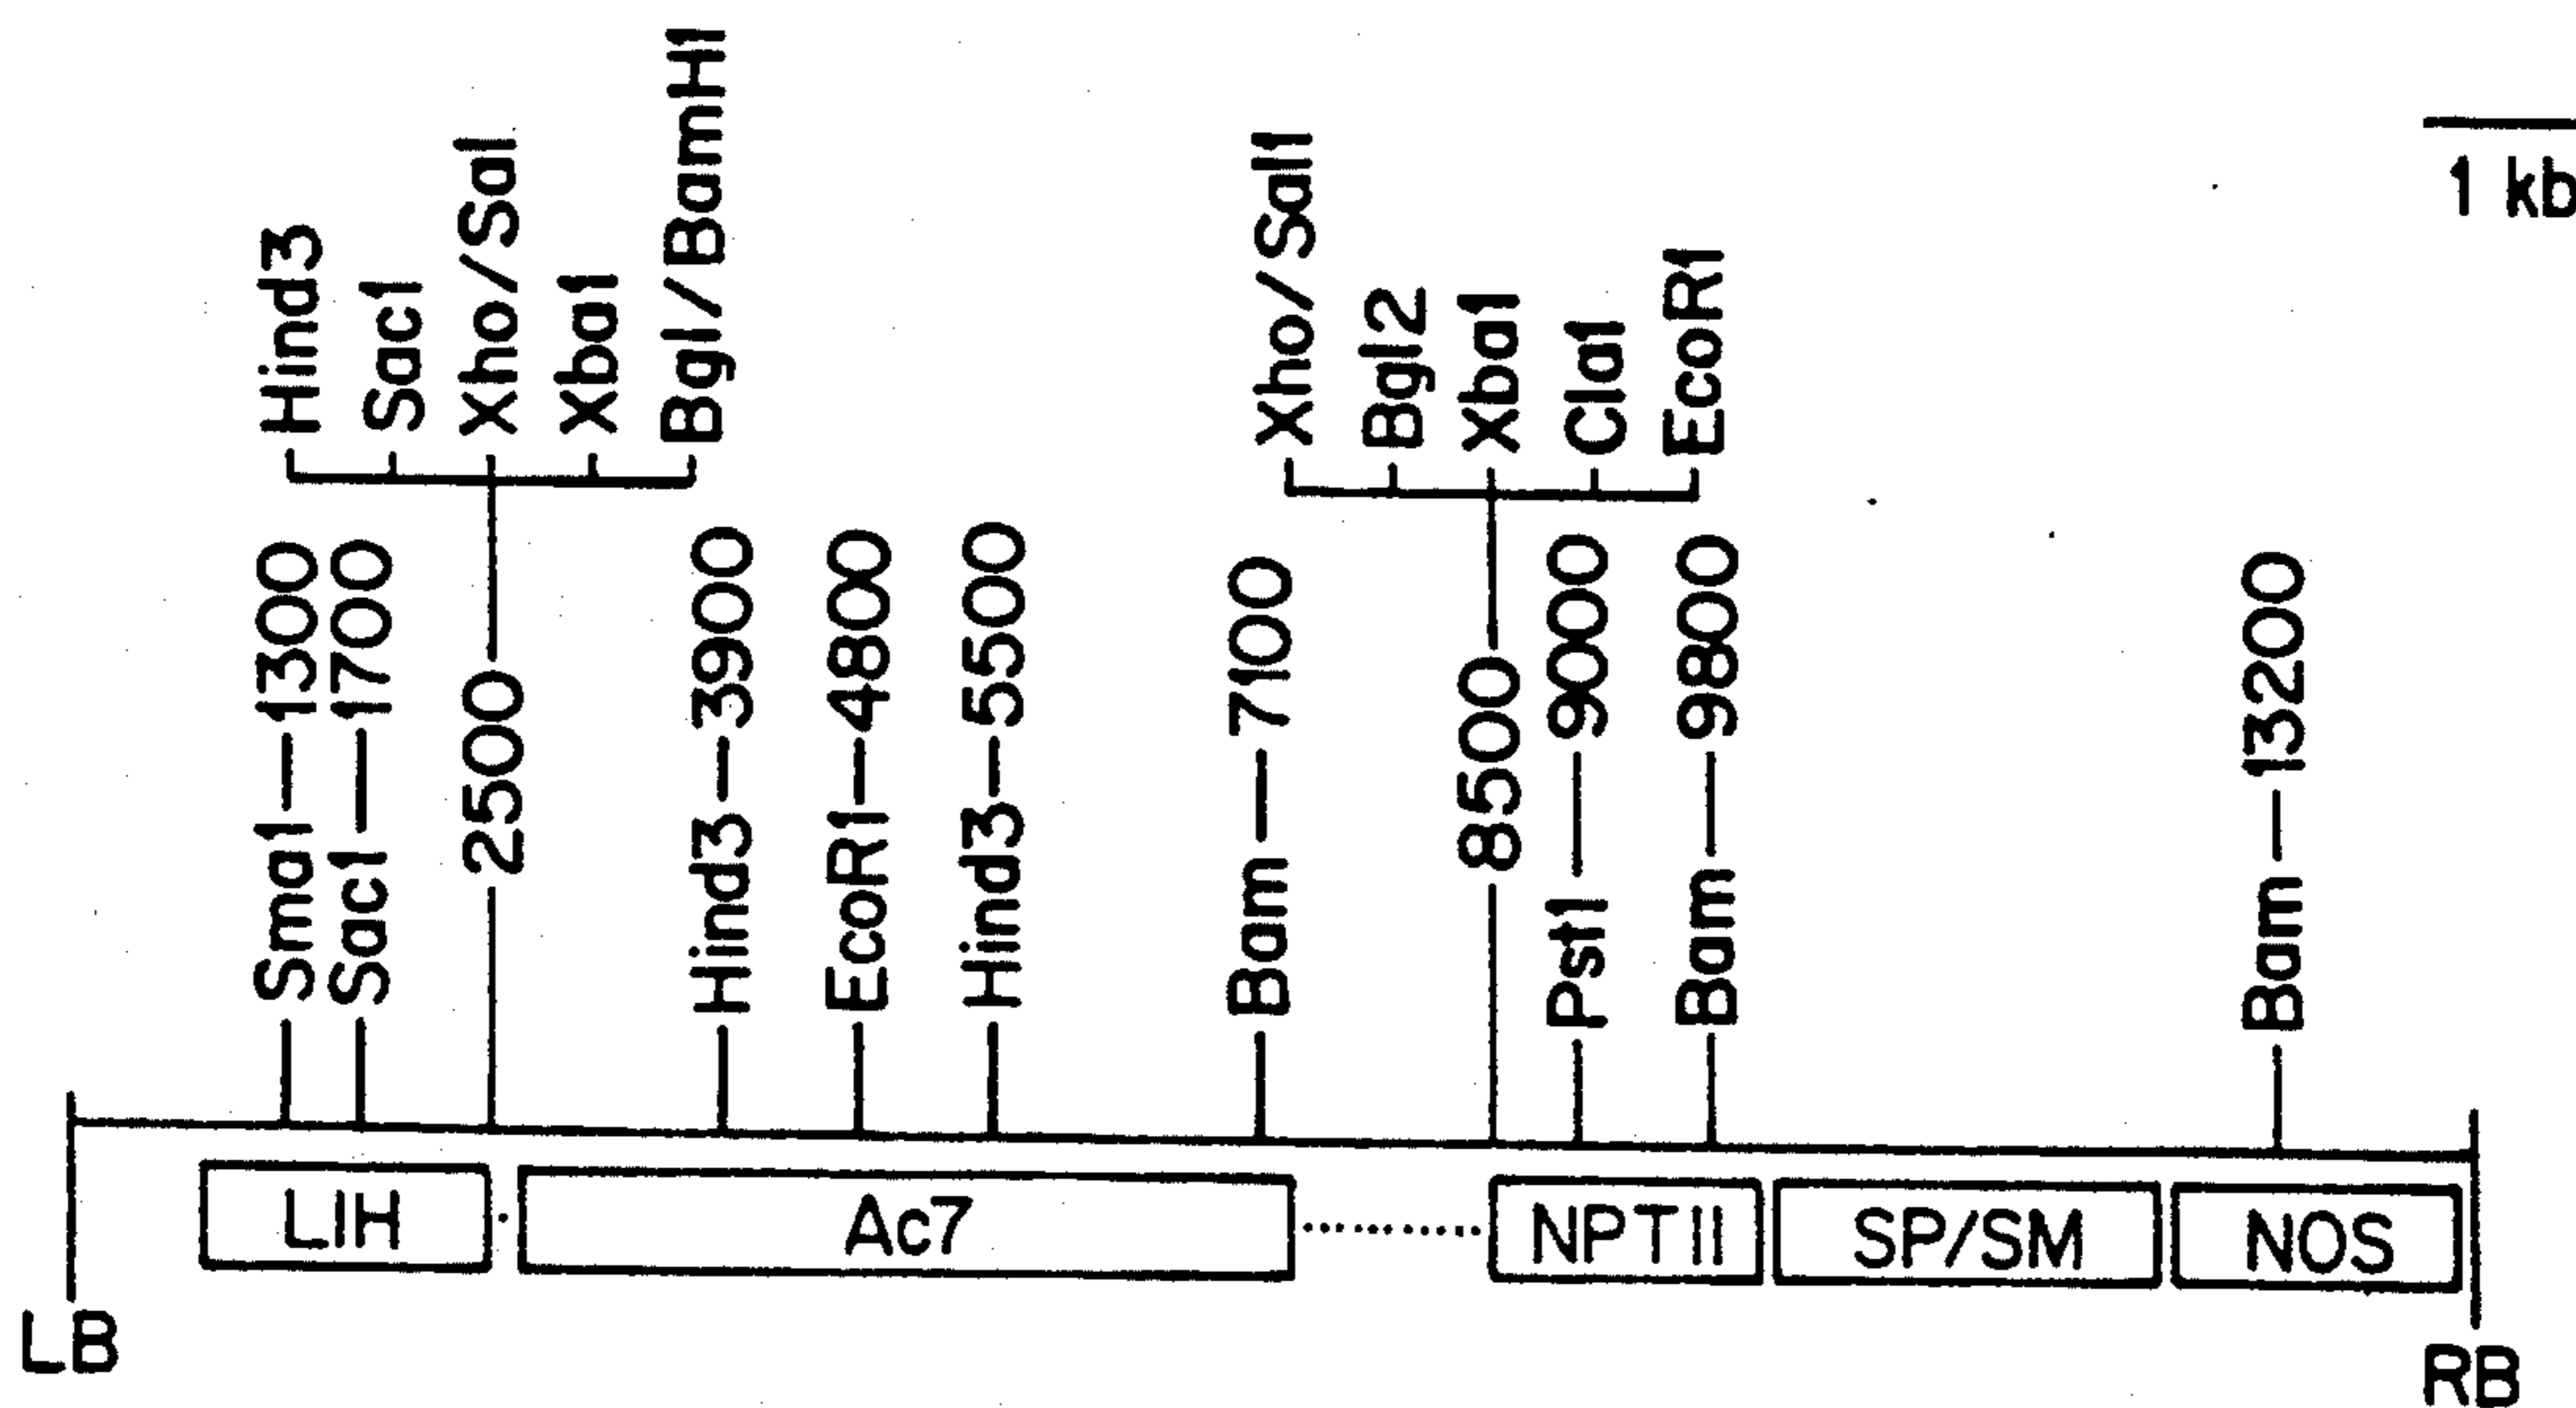 Hind3
Sac1
Xho/Sal
Xba1
Bgl/BamH1
Xho/Sal1
Bgl2
Xba1
Cla1
EcoR1
1 kb
Sma1—1300
Sac1—1700
2500
Hind3—3900
EcoR1—4800
Hind3—5500
Bam—7100
8500
Pst1—9000
Bam—9800
Bam—13200
LIH
Ac7
NPTII
SP/SM
NOS
LB
RB